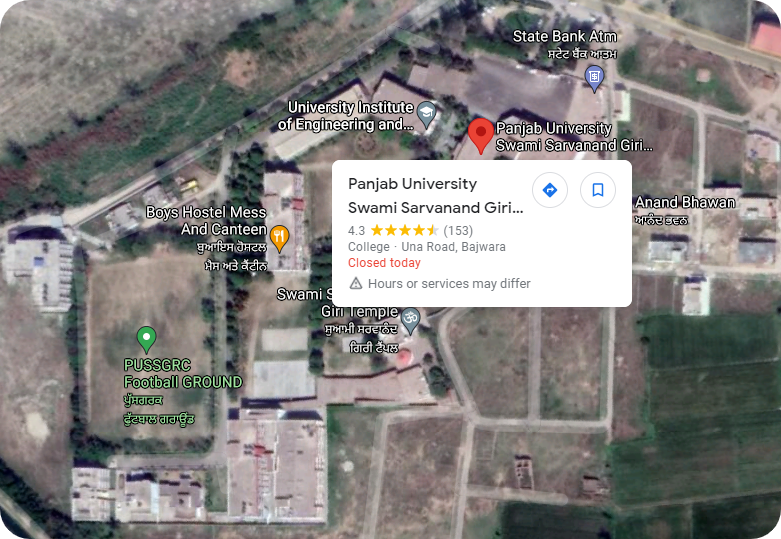 State Bank Atm
ਸਟੇਟ ਬੈਂਕ ਆਤਮ
University Institute
of Engineering and...
Panjab University
Swami Sarvanand Giri...
Panjab University
Swami Sarvanand Giri...
4.3 (153)
College · Una Road, Bajwara
Closed today
Hours or services may differ
Anand Bhawan
ਆਨੰਦ ਭਵਨ
Boys Hostel Mess
And Canteen
ਬੁਆਇਸ ਹੋਸਟਲ
ਮੇਸ ਅਤੇ ਕੈਂਟੀਨ
Swami S
Giri Temple
ਸੁਆਮੀ ਸਰਵਾਨੰਦ
ਗਿਰੀ ਟੈਂਪਲ
PUSSGRC
Football GROUND
ਪੁੱਸਗਰਕ
ਫੁੱਟਬਾਲ ਗਰਾਊਂਡ